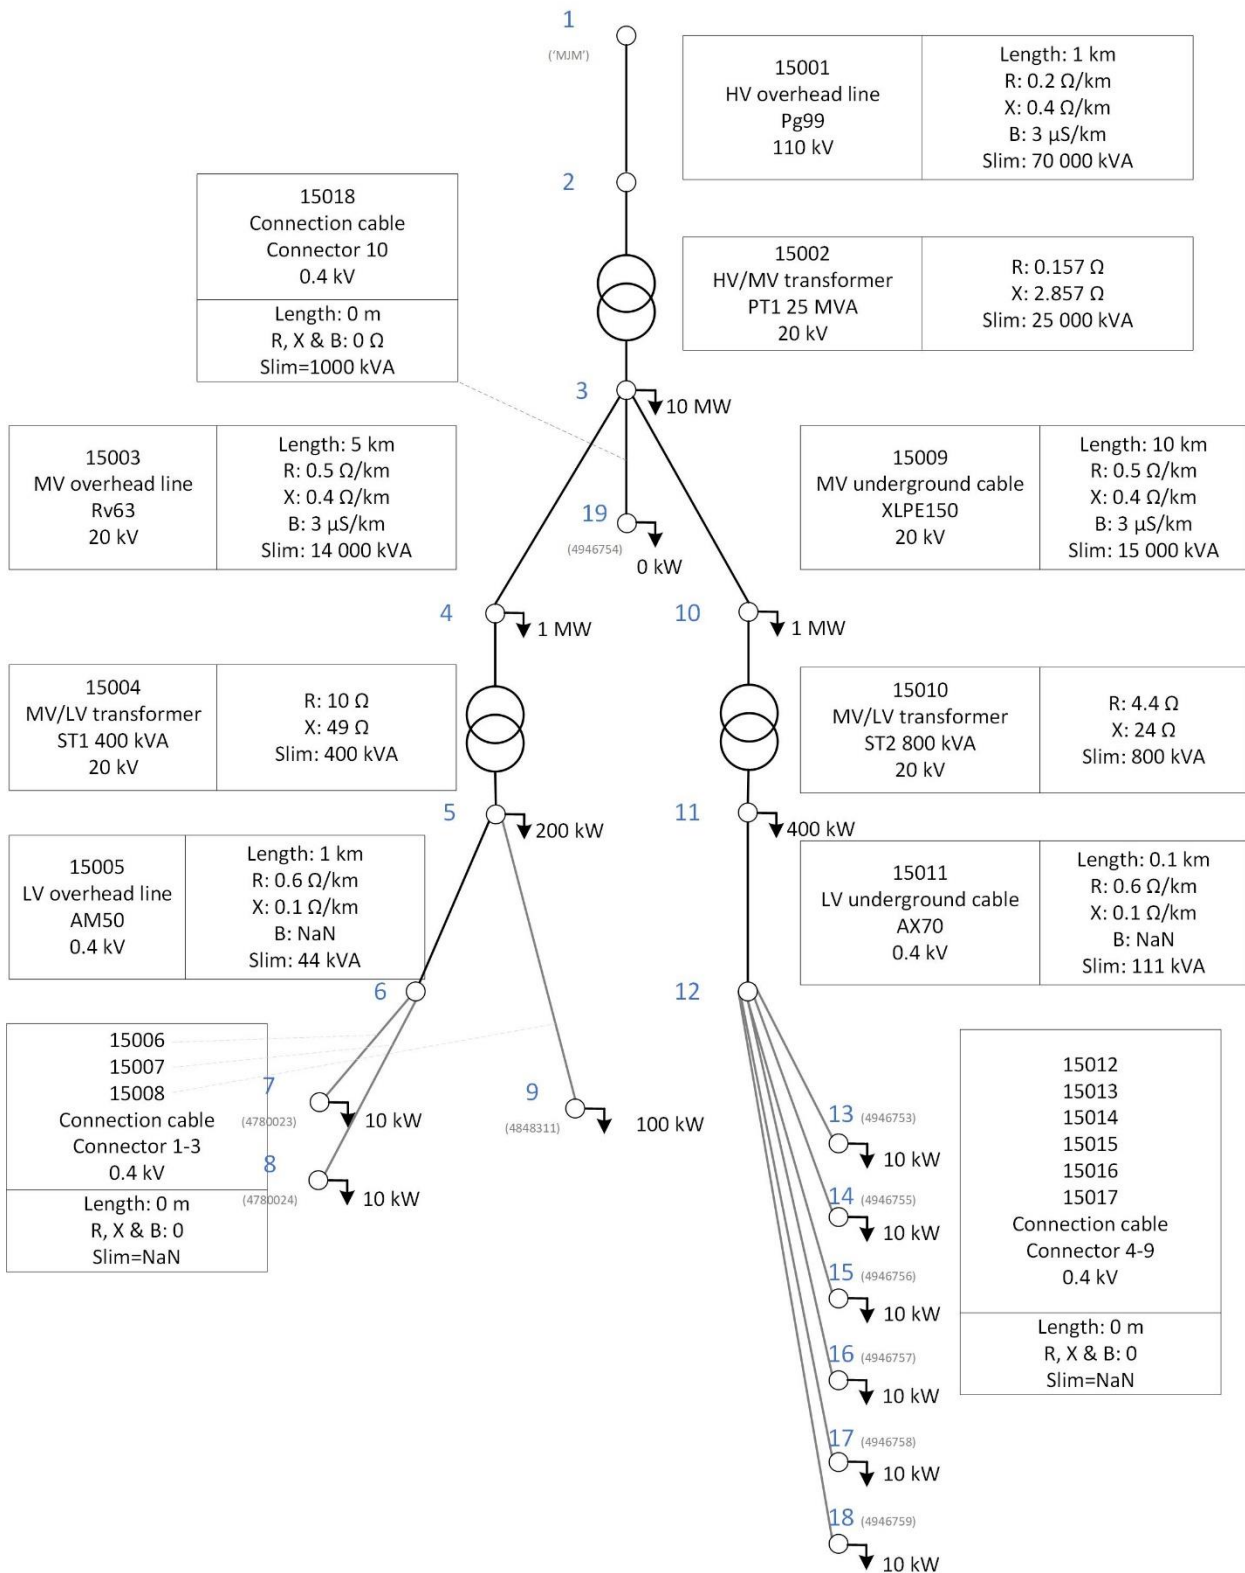 1
('MJM')
15001
HV overhead line
Pg99
110 kV
Length: 1 km
R: 0.2 Ω/km
X: 0.4 Ω/km
B: 3 µS/km
Slim: 70 000 kVA
2
15018
Connection cable
Connector 10
0.4 kV
Length: 0 m
R, X & B: 0 Ω
Slim=1000 kVA
15002
HV/MV transformer
PT1 25 MVA
20 kV
R: 0.157 Ω
X: 2.857 Ω
Slim: 25 000 kVA
3
10 MW
15003
MV overhead line
Rv63
20 kV
Length: 5 km
R: 0.5 Ω/km
X: 0.4 Ω/km
B: 3 µS/km
Slim: 14 000 kVA
19
(4946754)
0 kW
15009
MV underground cable
XLPE150
20 kV
Length: 10 km
R: 0.5 Ω/km
X: 0.4 Ω/km
B: 3 µS/km
Slim: 15 000 kVA
4
1 MW
10
1 MW
15004
MV/LV transformer
ST1 400 kVA
20 kV
R: 10 Ω
X: 49 Ω
Slim: 400 kVA
15010
MV/LV transformer
ST2 800 kVA
20 kV
R: 4.4 Ω
X: 24 Ω
Slim: 800 kVA
5
200 kW
11
400 kW
15005
LV overhead line
AM50
0.4 kV
Length: 1 km
R: 0.6 Ω/km
X: 0.1 Ω/km
B: NaN
Slim: 44 kVA
15011
LV underground cable
AX70
0.4 kV
Length: 0.1 km
R: 0.6 Ω/km
X: 0.1 Ω/km
B: NaN
Slim: 111 kVA
6
12
15006
15007
15008
Connection cable
Connector 1-3
0.4 kV
Length: 0 m
R, X & B: 0
Slim=NaN
7
(4780023)
10 kW
8
(4780024)
10 kW
9
(4848311)
100 kW
15012
15013
15014
15015
15016
15017
Connection cable
Connector 4-9
0.4 kV
Length: 0 m
R, X & B: 0
Slim=NaN
13 (4946753)
10 kW
14 (4946755)
10 kW
15 (4946756)
10 kW
16 (4946757)
10 kW
17 (4946758)
10 kW
18 (4946759)
10 kW